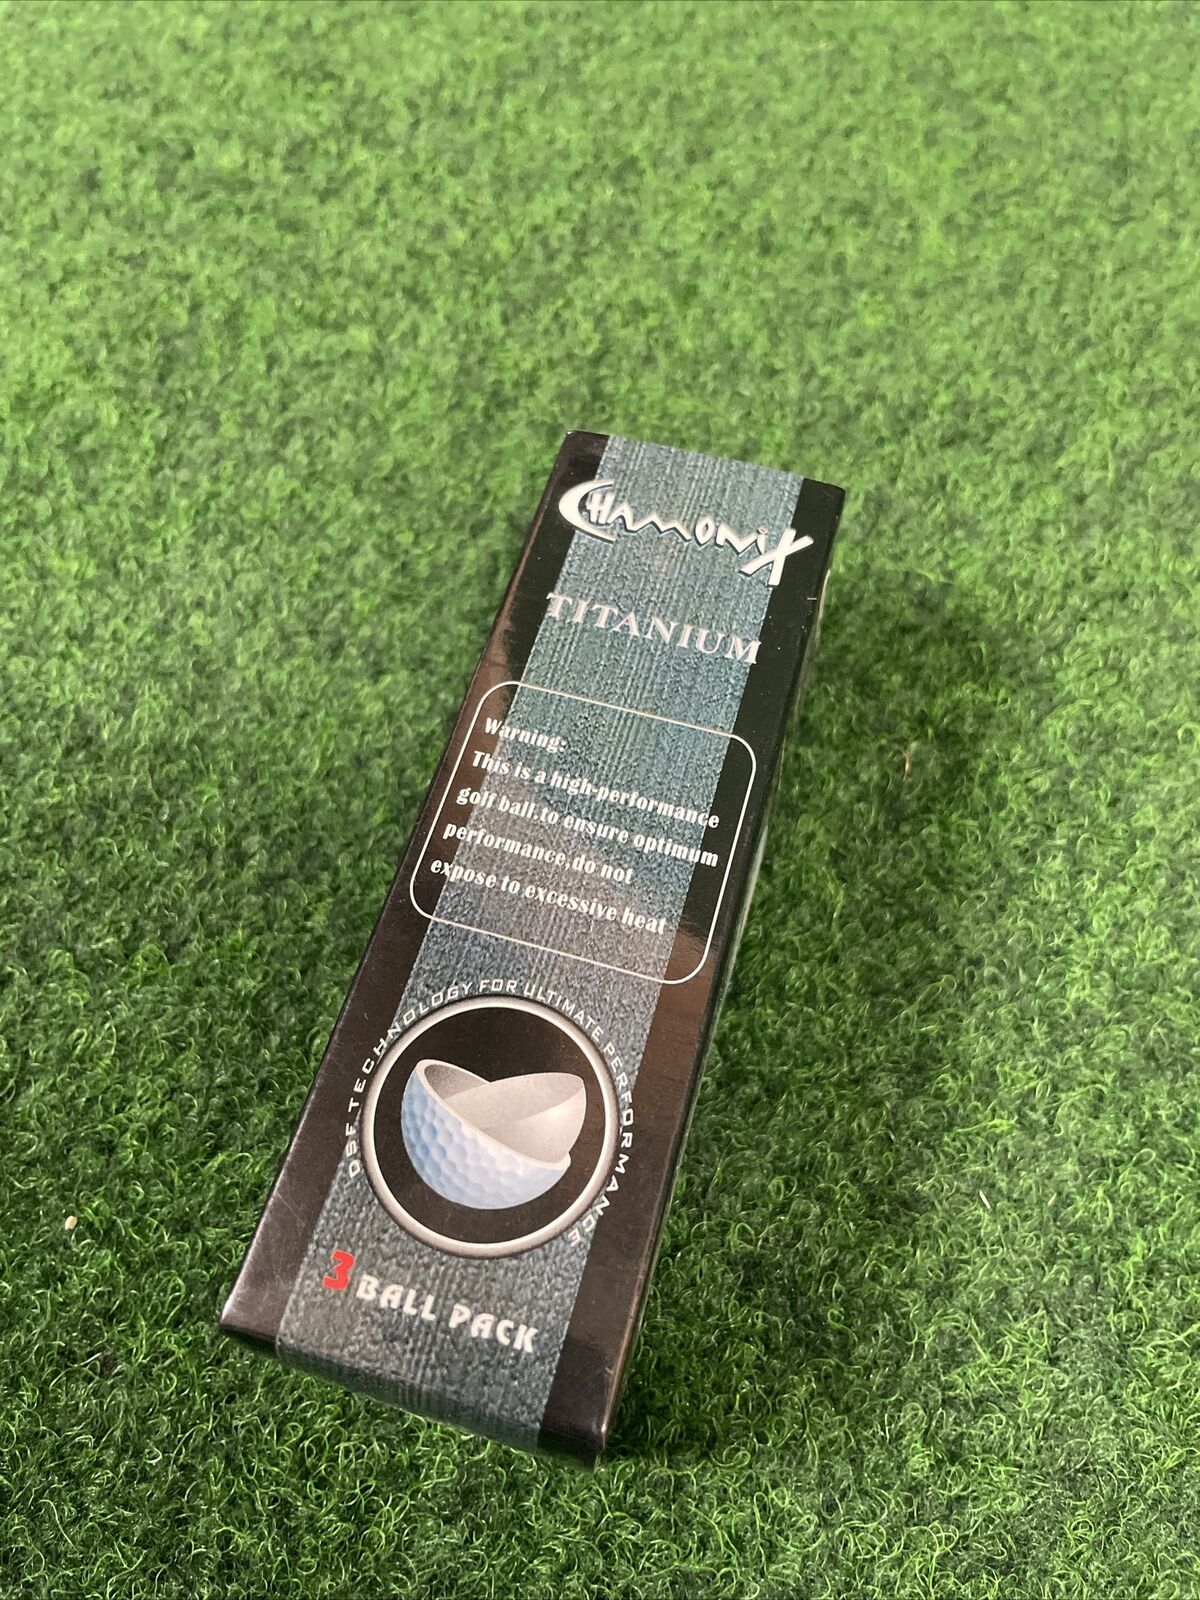 CHAMONIX
TITANIUM
Warning:
This is a high-performance
golf ball.to ensure optimum
performance,do not
expose to excessive heat
DSF TECHNOLOGY FOR ULTIMATE PERFORMANCE
3 BALL PACK